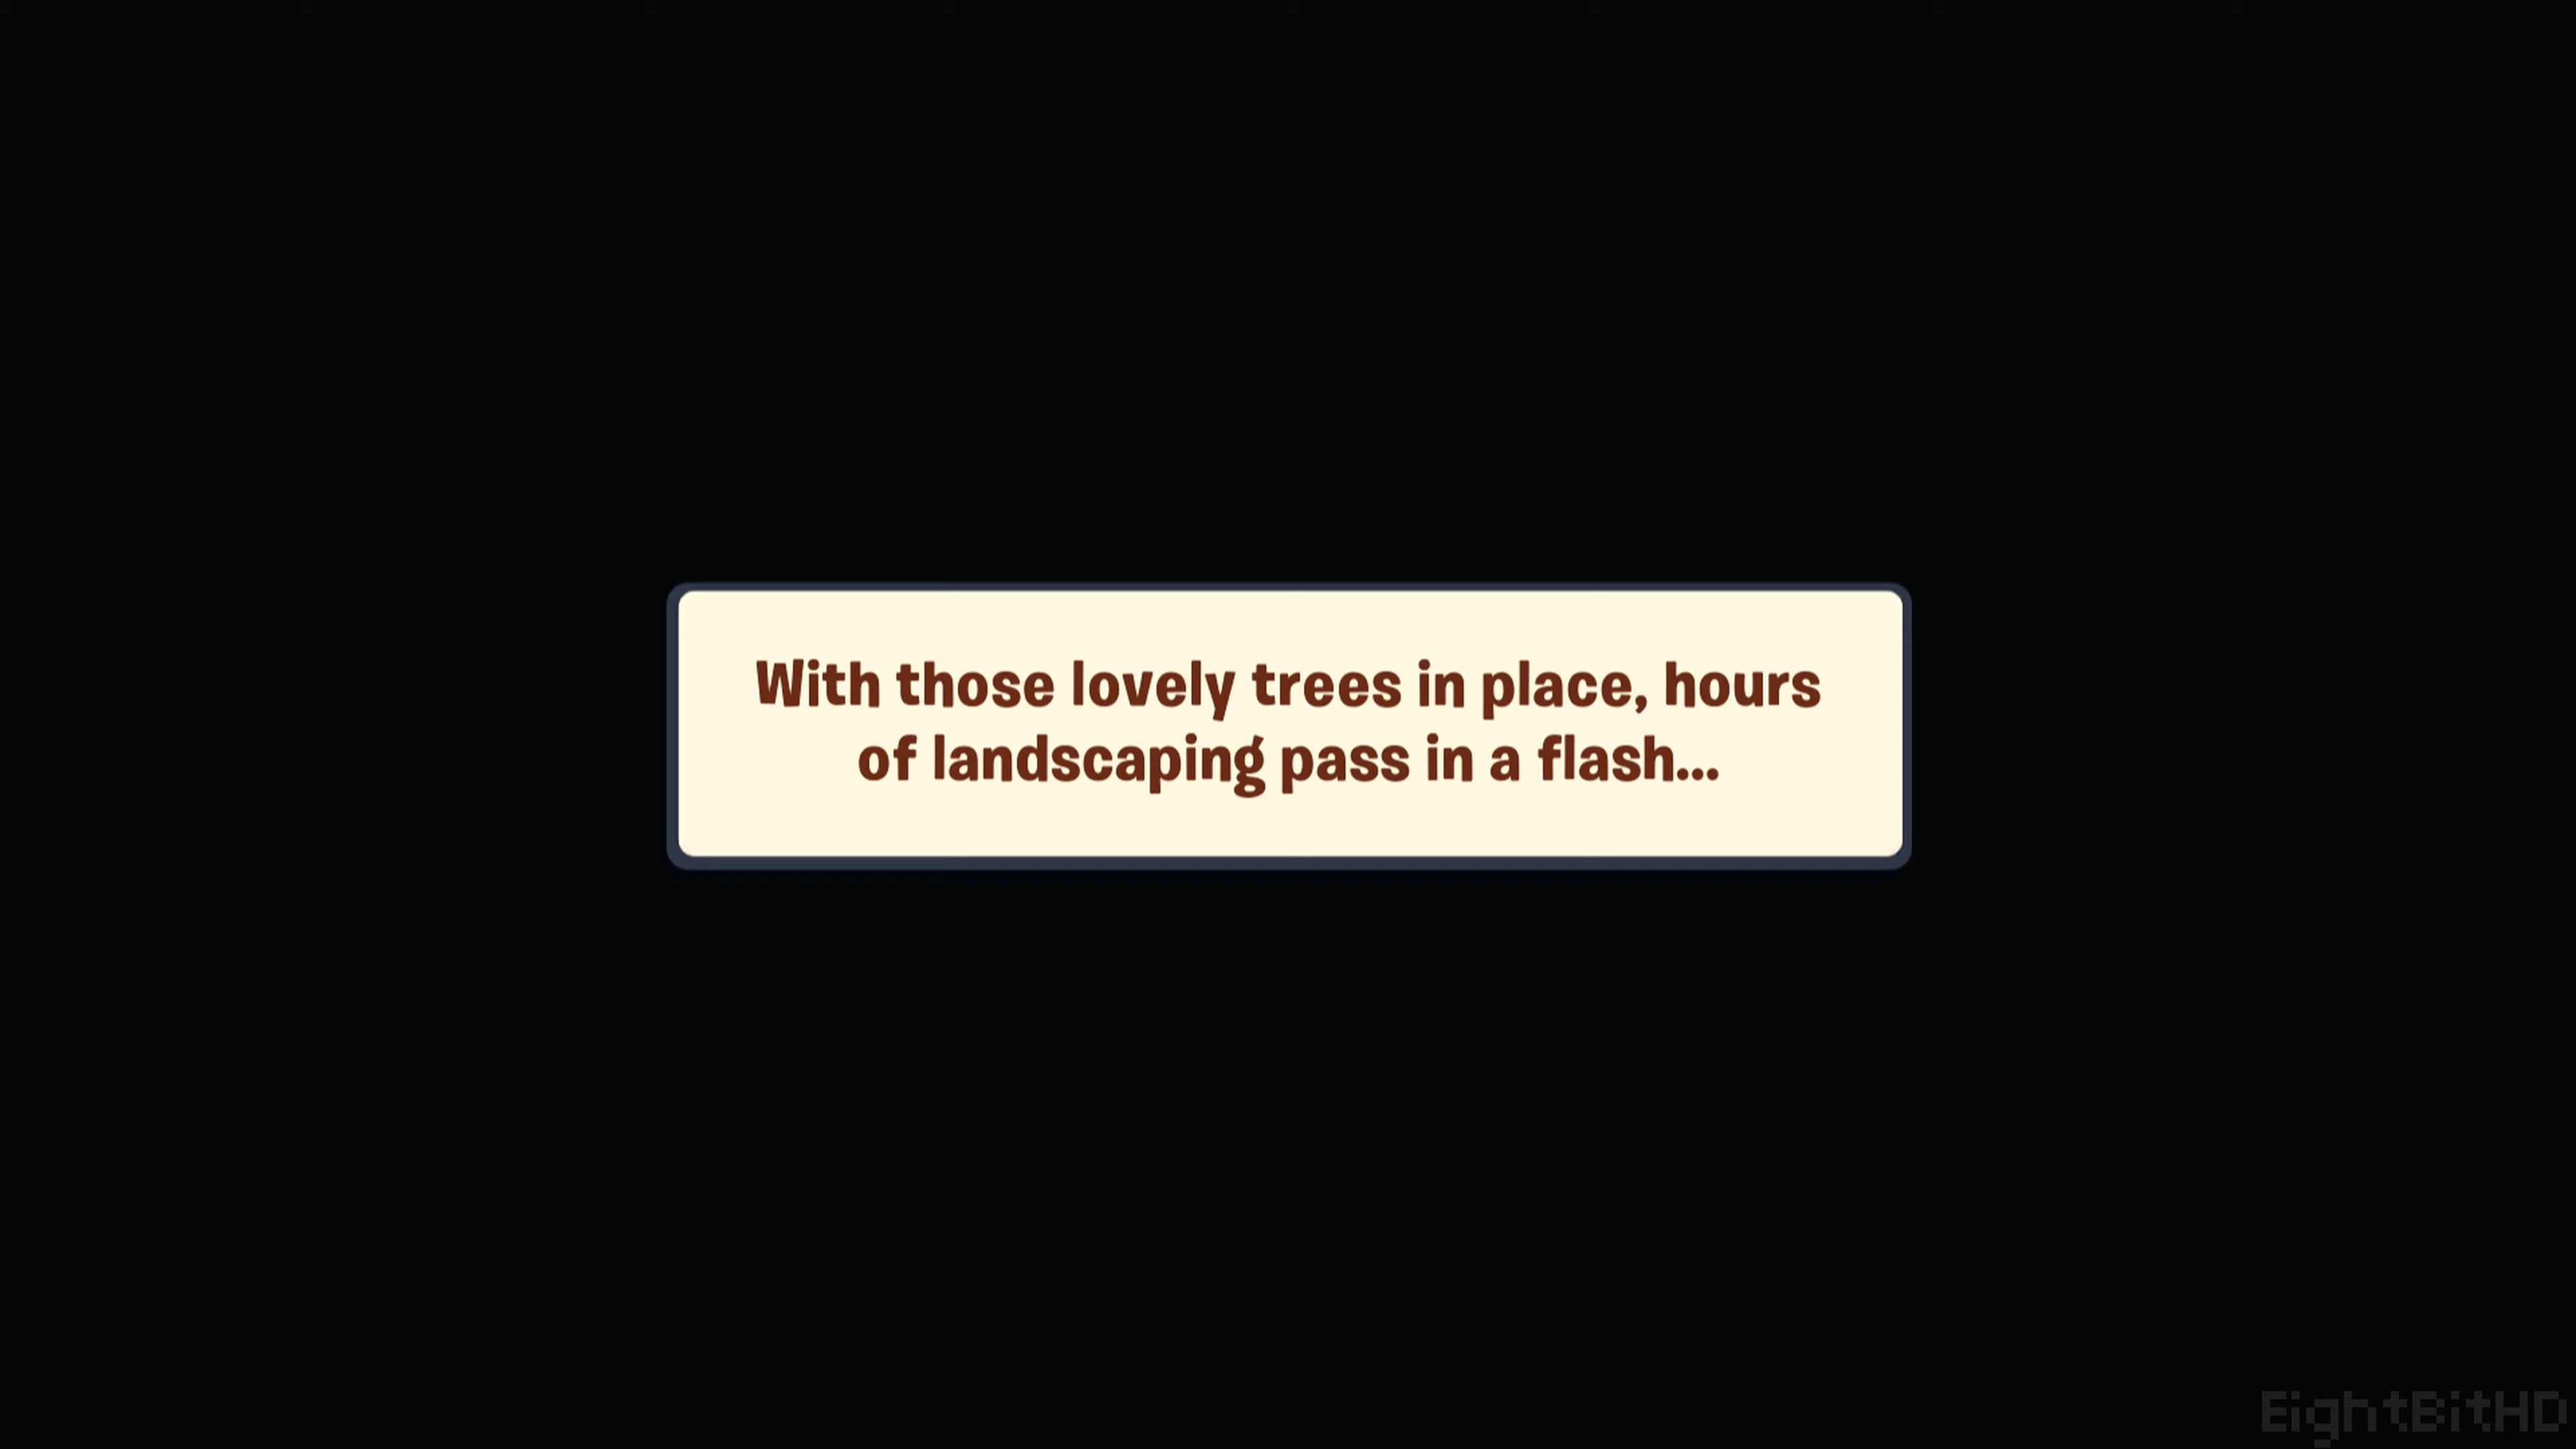 With those lovely trees in place, hours
of landscaping pass in a flash...
EightBitHD